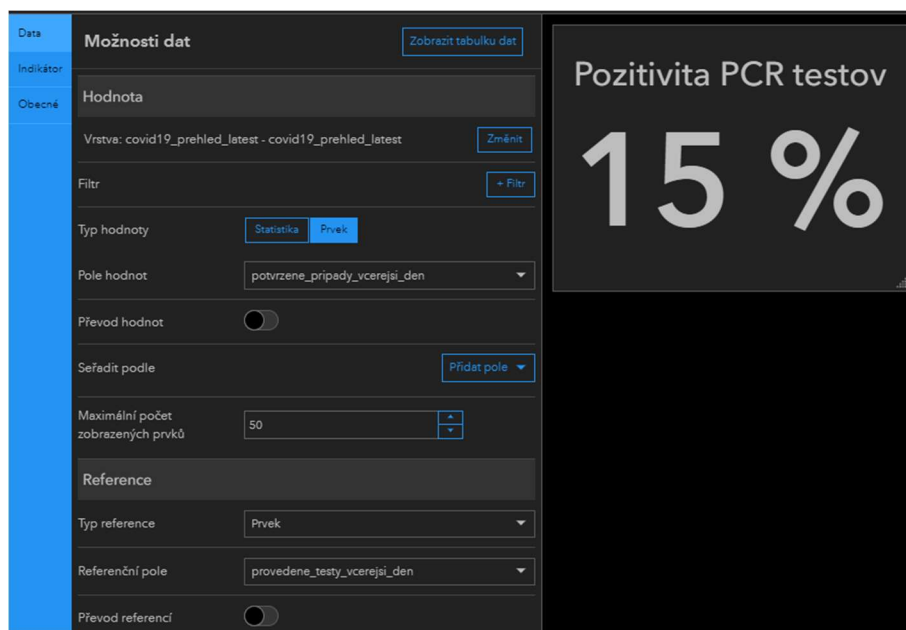 Data
Indikátor
Obecné
Možnosti dat
Zobrazit tabulku dat
Hodnota
Vrstva: covid19_prehled_latest - covid19_prehled_latest
Změnit
Filtr
+ Filtr
Typ hodnoty
Statistika
Prvek
Pole hodnot
potvrzene_pripady_vcerejsi_den
Převod hodnot
Seřadit podle
Přidat pole
Maximální počet
zobrazených prvků
50
Reference
Typ reference
Prvek
Referenční pole
provedene_testy_vcerejsi_den
Převod referencí
Pozitivita PCR testov
15 %